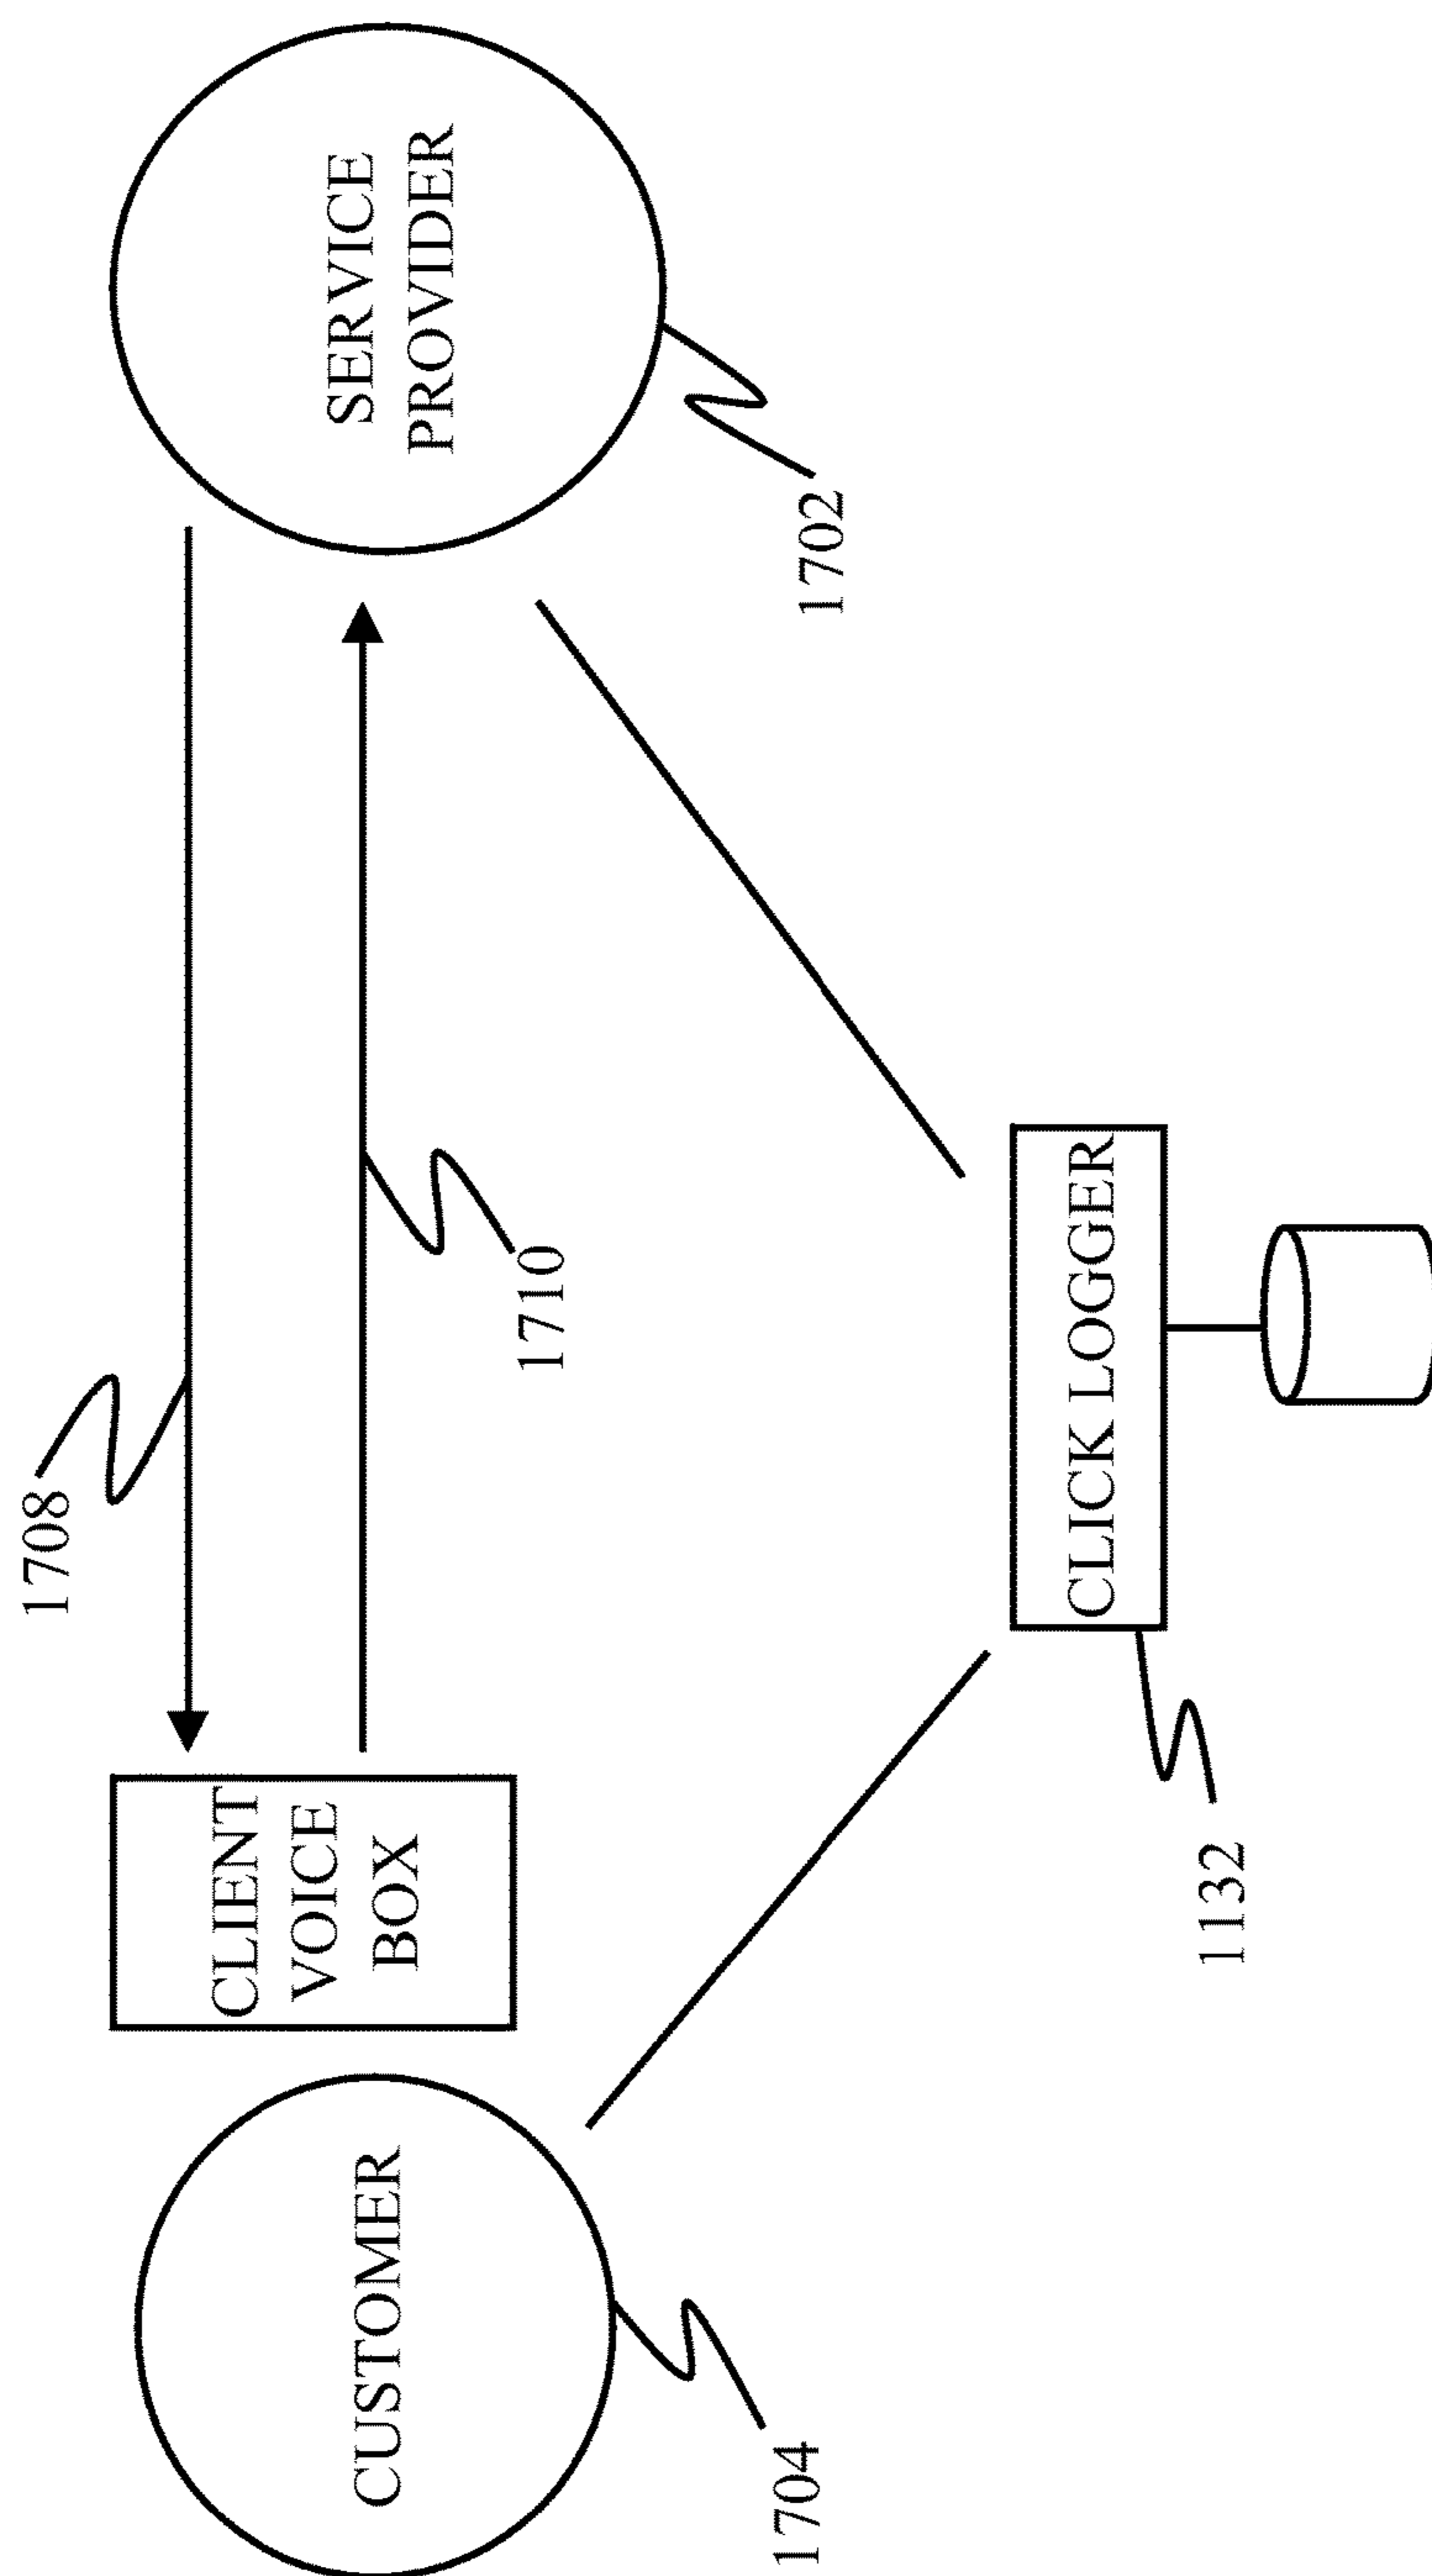 1708
CUSTOMER
CLIENT
VOICE
BOX
SERVICE
PROVIDER
1710
1704
1702
CLICK LOGGER
1132